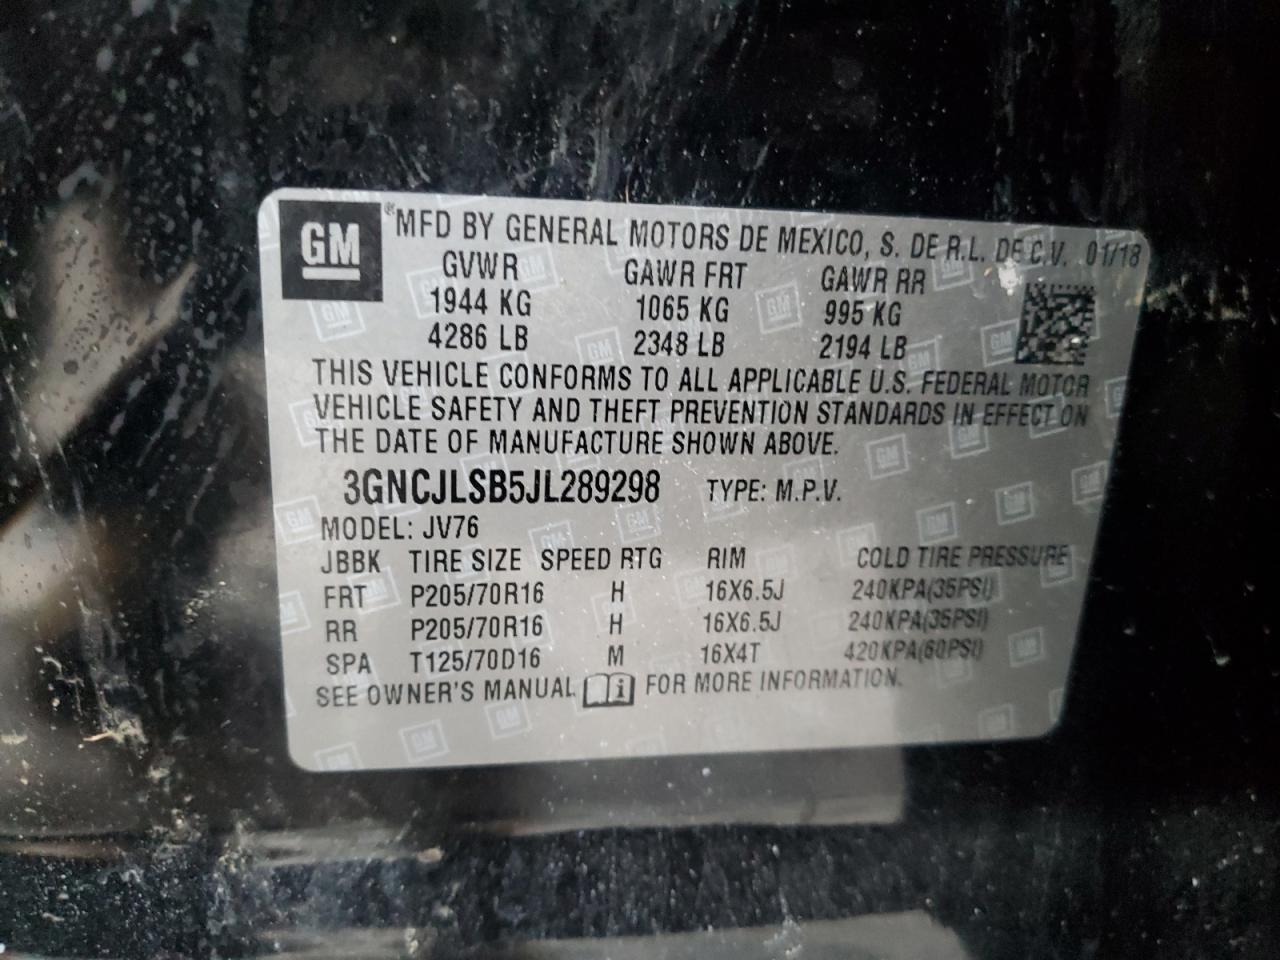 GM ® MFD BY GENERAL MOTORS DE MEXICO, S. DE R.L. DE C.V. 01/18
GVWR GAWR FRT GAWR RR
1944 KG 1065 KG 995 KG
4286 LB 2348 LB 2194 LB
THIS VEHICLE CONFORMS TO ALL APPLICABLE U.S. FEDERAL MOTOR
VEHICLE SAFETY AND THEFT PREVENTION STANDARDS IN EFFECT ON
THE DATE OF MANUFACTURE SHOWN ABOVE.
3GNCJLSB5JL289298 TYPE: M.P.V.
MODEL: JV76
JBBK TIRE SIZE SPEED RTG RIM COLD TIRE PRESSURE
FRT P205/70R16 H 16X6.5J 240KPA(35PSI)
RR P205/70R16 H 16X6.5J 240KPA(35PSI)
SPA T125/70D16 M 16X4T 420KPA(60PSI)
SEE OWNER'S MANUAL i FOR MORE INFORMATION.